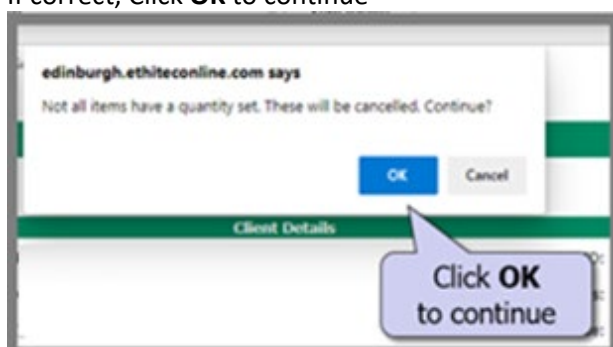 If correct, Click OK to continue
edinburgh.ethiteconline.com says
Not all items have a quantity set. These will be cancelled. Continue?
OK
Cancel
Client Details
Click OK
to continue